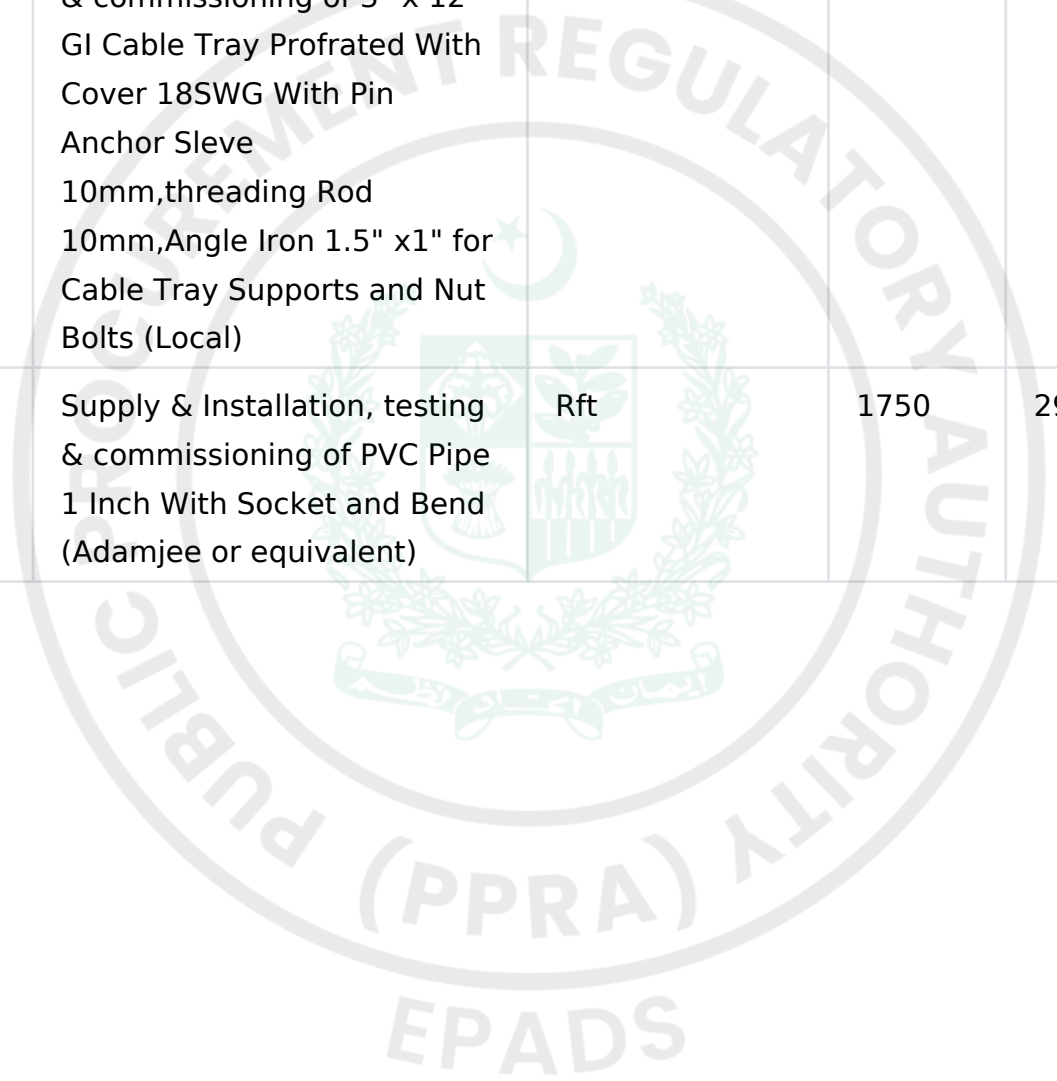 GI Cable Tray Profrated With
Cover 18SWG With Pin
Anchor Sleve
10mm,threading Rod
10mm,Angle Iron 1.5" x1" for
Cable Tray Supports and Nut
Bolts (Local)
Supply & Installation, testing Rft 1750
& commissioning of PVC Pipe
1 Inch With Socket and Bend
(Adamjee or equivalent)
PUBLIC PROCUREMENT REGULATORY AUTHORITY
(PPRA)
EPADS